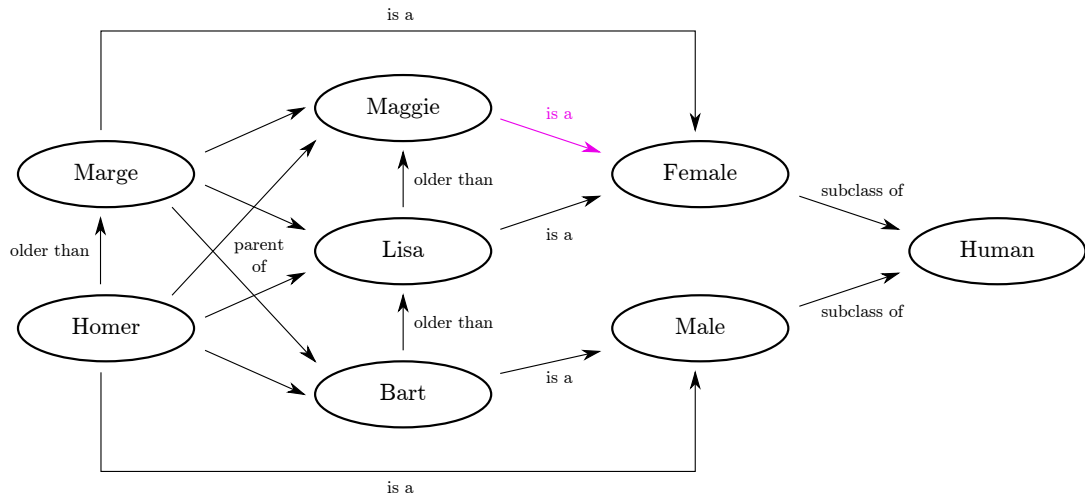 is a
Maggie
is a
Marge
Female
older than
subclass of
older than
parent
of
Lisa
is a
Human
Homer
older than
Male
subclass of
Bart
is a
is a